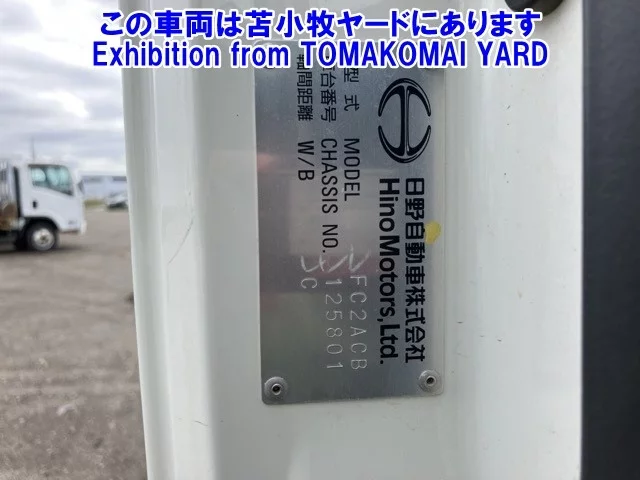 この車両は苫小牧ヤードにあります
Exhibition from TOMAKOMAI YARD
日野自動車株式会社
Hino Motors,Ltd.
型式 MODEL FC2ACB
台番号 CHASSIS NO. 125801
軸間距離 W/B C